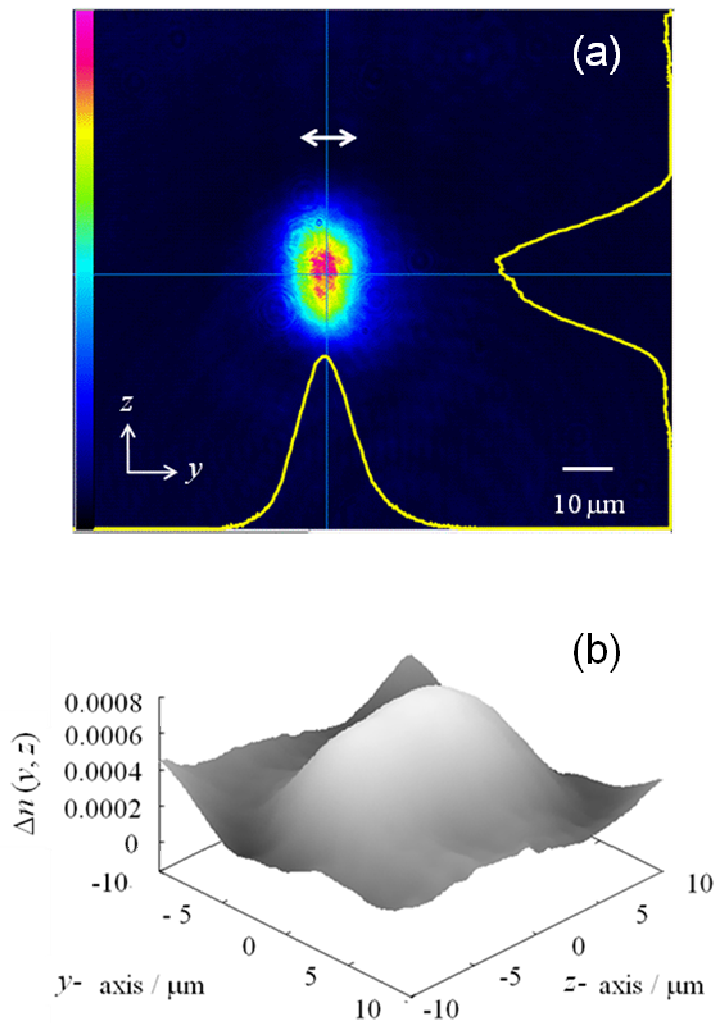 (a)
z
y
10 μm
(b)
0.0008
0.0006
0.0004
0.0002
0
Δn (y,z)
-10
- 5
0
5
10
y- axis / μm
-10
-5
0
5
10
z- axis / μm